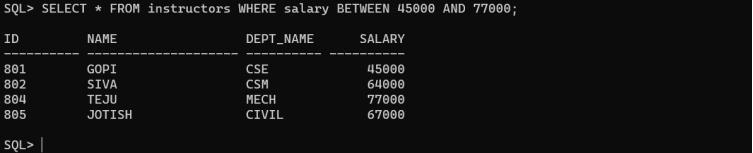 SQL> SELECT * FROM instructors WHERE salary BETWEEN 45000 AND 77000;
ID         NAME                 DEPT_NAME      SALARY
---------- -------------------- ---------- ----------
801        GOPI                 CSE             45000
802        SIVA                 CSM             64000
804        TEJU                 MECH            77000
805        JOTISH               CIVIL           67000
SQL>